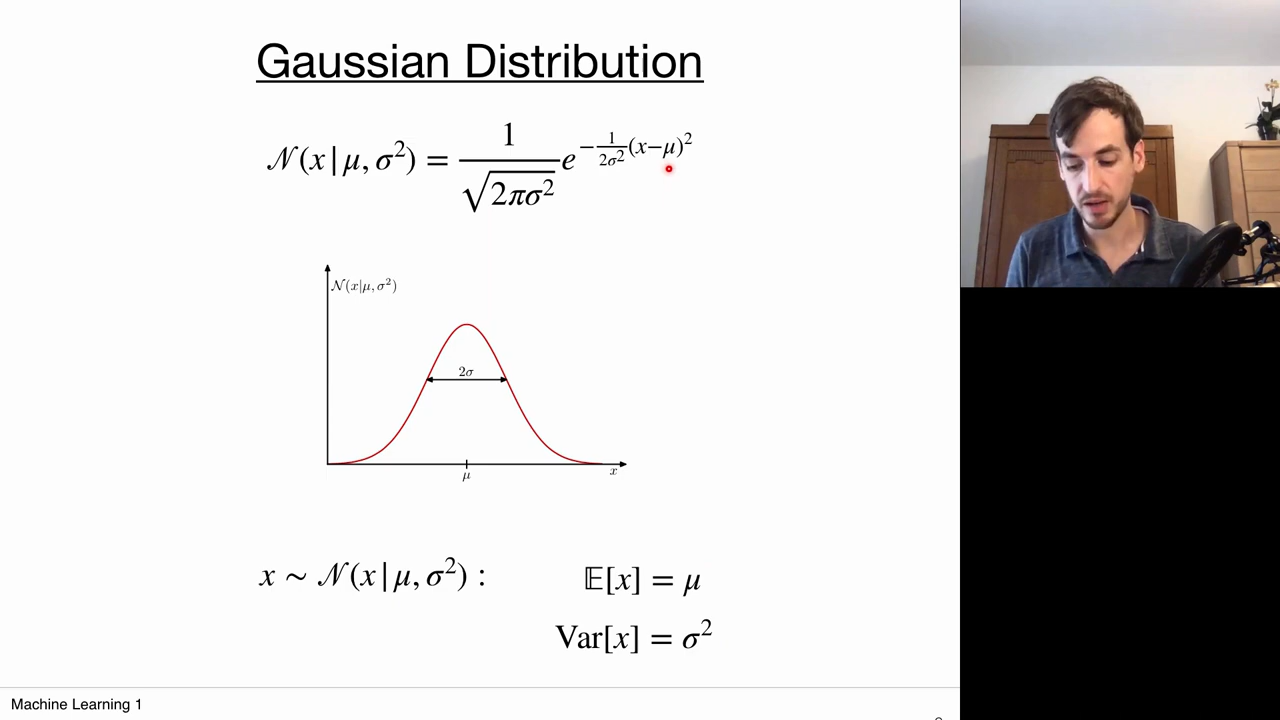 Gaussian Distribution
𝒩(x|μ, σ²) = 1/√(2πσ²) e^{−1/(2σ²)(x−μ)²}
𝒩(x|μ, σ²)
2σ
μ
x
x ∼ 𝒩(x|μ, σ²) :
𝔼[x] = μ
Var[x] = σ²
Machine Learning 1